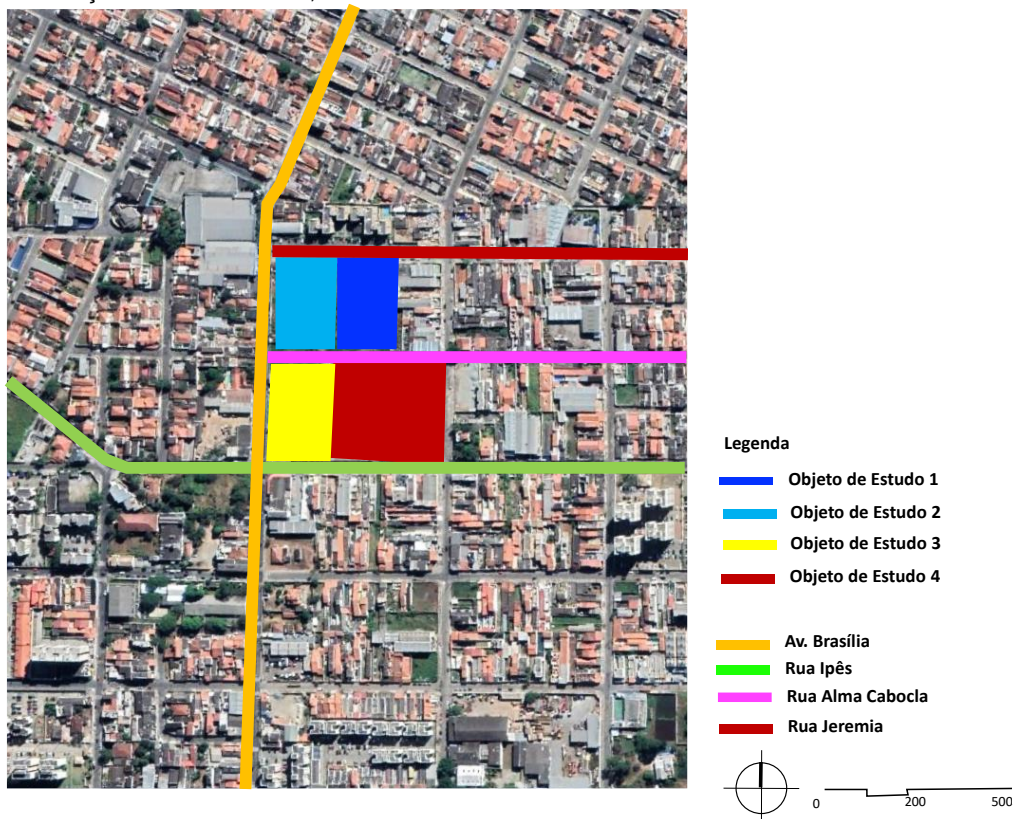 Legenda
Objeto de Estudo 1
Objeto de Estudo 2
Objeto de Estudo 3
Objeto de Estudo 4
Av. Brasília
Rua Ipês
Rua Alma Cabocla
Rua Jeremia
0 200 500